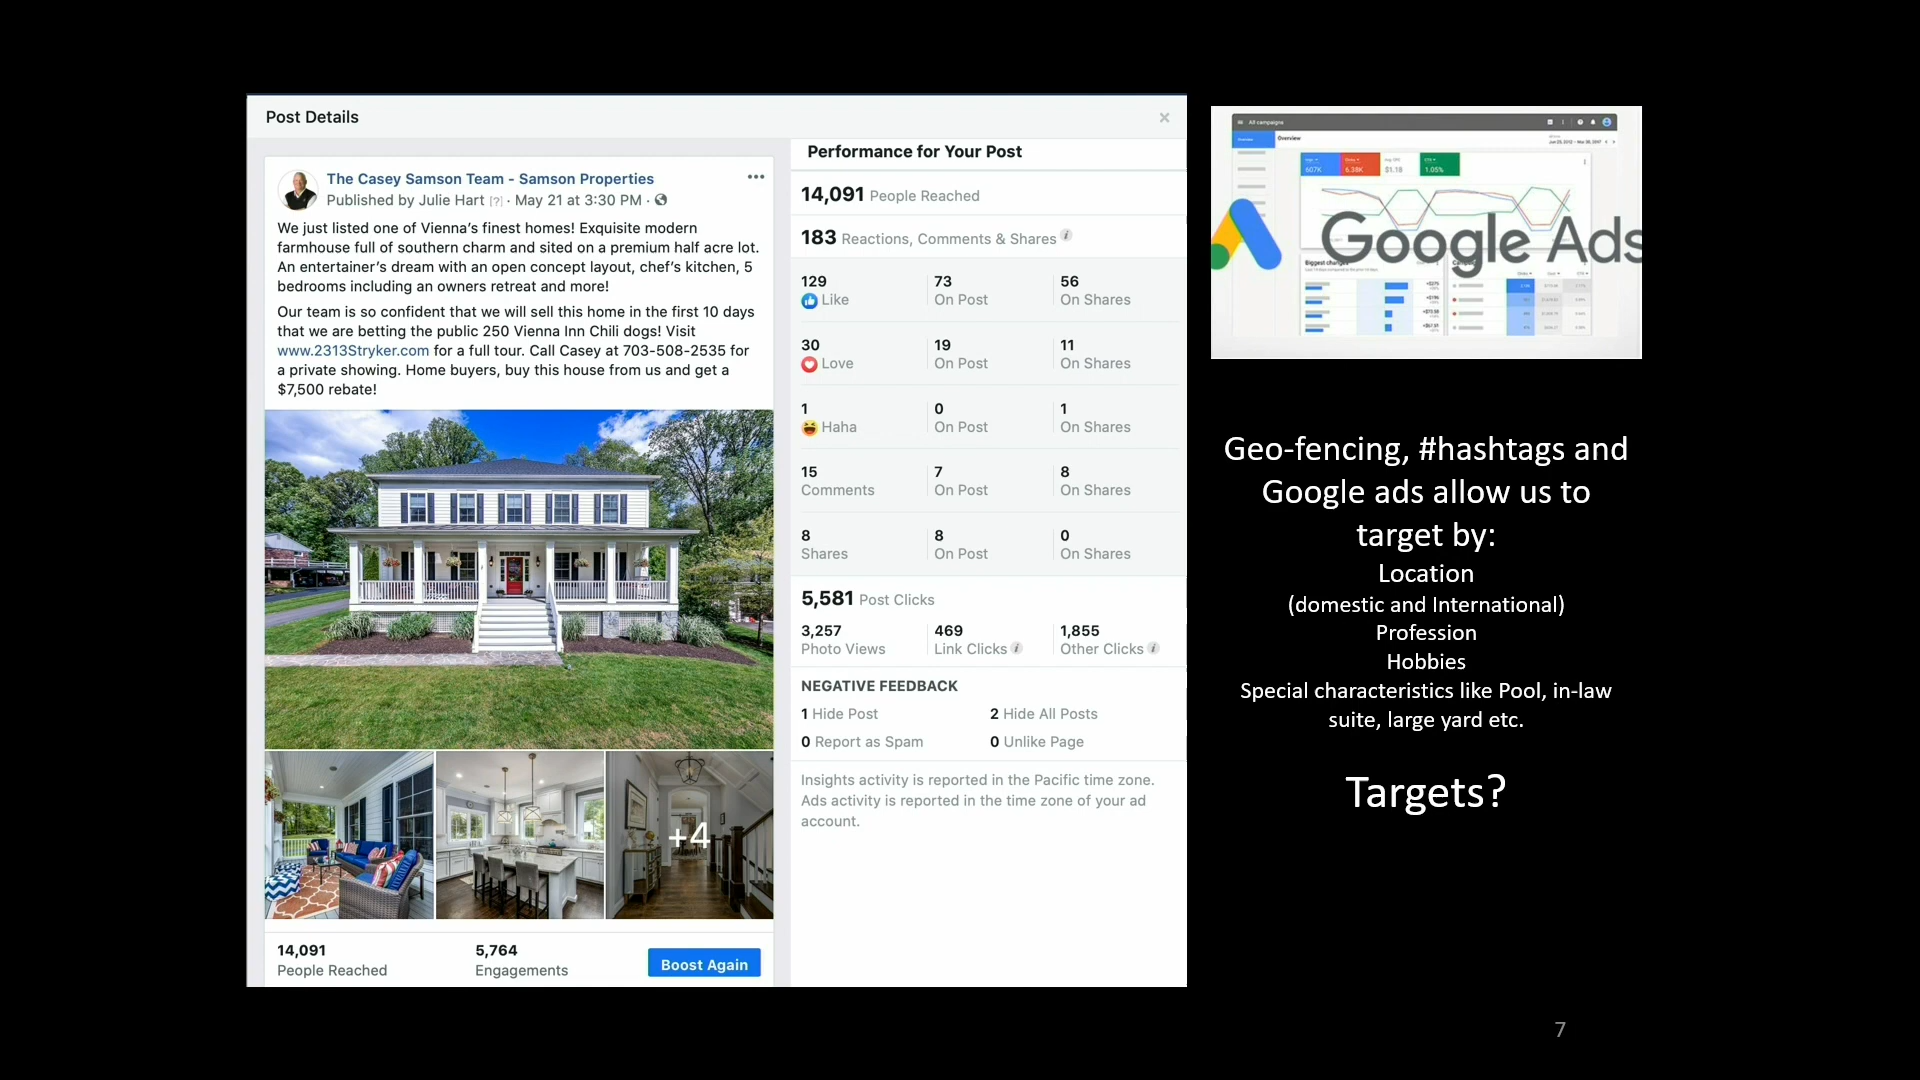 Post Details
The Casey Samson Team - Samson Properties
Published by Julie Hart [?] · May 21 at 3:30 PM ·
We just listed one of Vienna's finest homes! Exquisite modern
farmhouse full of southern charm and sited on a premium half acre lot.
An entertainer's dream with an open concept layout, chef's kitchen, 5
bedrooms including an owners retreat and more!
Our team is so confident that we will sell this home in the first 10 days
that we are betting the public 250 Vienna Inn Chili dogs! Visit
www.2313Stryker.com for a full tour. Call Casey at 703-508-2535 for
a private showing. Home buyers, buy this house from us and get a
$7,500 rebate!
+4
14,091
People Reached
5,764
Engagements
Boost Again
Performance for Your Post
14,091 People Reached
183 Reactions, Comments & Shares
129 73 56
Like On Post On Shares
30 19 11
Love On Post On Shares
1 0 1
Haha On Post On Shares
15 7 8
Comments On Post On Shares
8 8 0
Shares On Post On Shares
5,581 Post Clicks
3,257 469 1,855
Photo Views Link Clicks Other Clicks
NEGATIVE FEEDBACK
1 Hide Post 2 Hide All Posts
0 Report as Spam 0 Unlike Page
Insights activity is reported in the Pacific time zone.
Ads activity is reported in the time zone of your ad
account.
All campaigns
Overview
607K 6.38K $1.18 1.05%
Google Ads
Biggest changes
Geo-fencing, #hashtags and
Google ads allow us to
target by:
Location
(domestic and International)
Profession
Hobbies
Special characteristics like Pool, in-law
suite, large yard etc.
Targets?
7